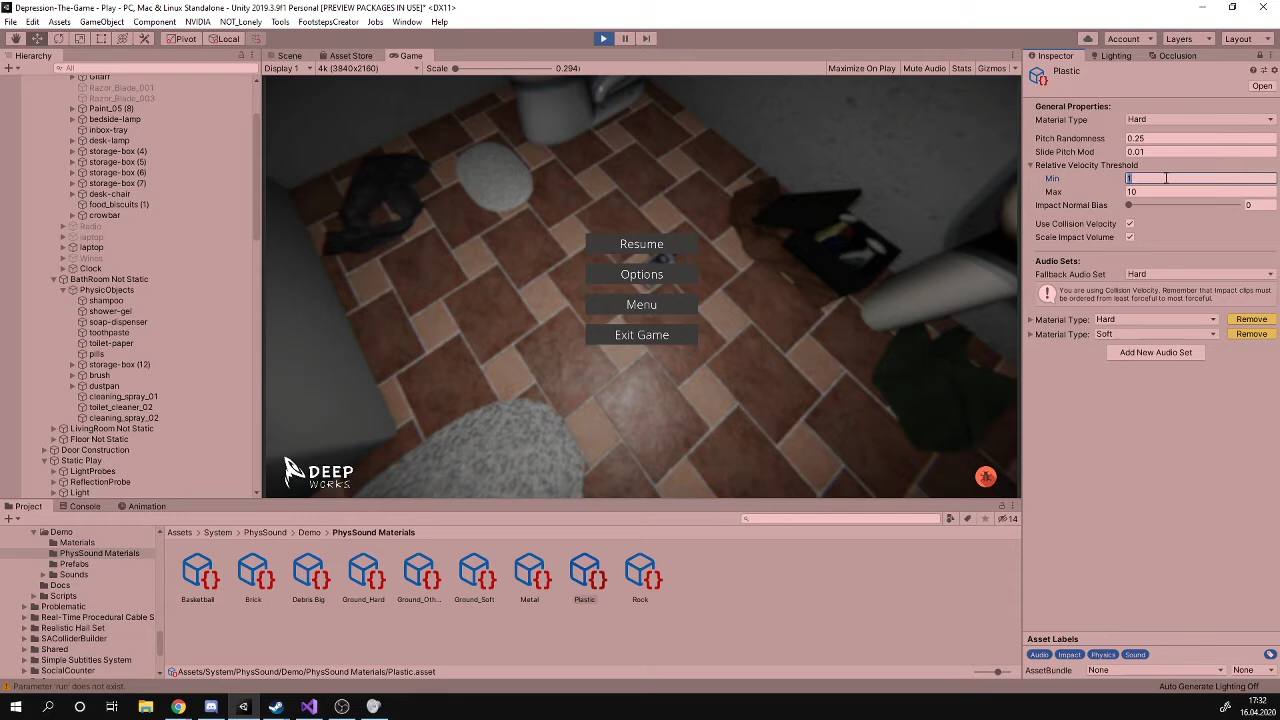 Depression-The-Game - Play - PC, Mac & Linux Standalone - Unity 2019.3.9f1 Personal [PREVIEW PACKAGES IN USE]* <DX11>
File Edit Assets GameObject Component NVIDIA NOT_Lonely Tools FootstepsCreator Jobs Window Help
Pivot Local Account Layers Layout
Hierarchy
All
Razor_Blade_001
Razor_Blade_003
Paint_05 (8)
bedside-lamp
inbox-tray
desk-lamp
storage-box (4)
storage-box (5)
storage-box (6)
storage-box (7)
desk-chair
food_biscuits (1)
crowbar
Radio
laptop
laptop
Wines
Clock
BathRoom Not Static
PhysicObjects
shampoo
shower-gel
soap-dispenser
toothpaste
toilet-paper
pills
storage-box (12)
brush
dustpan
cleaning_spray_01
toilet_cleaner_02
cleaning_spray_02
LivingRoom Not Static
Floor Not Static
Door Construction
Static Play
LightProbes
ReflectionProbe
Light
Scene Asset Store Game
Display 1 4k (3840x2160) Scale 0.294 Maximize On Play Mute Audio Stats Gizmos
Resume
Options
Menu
Exit Game
DEEP
WORKS
Inspector Lighting Occlusion
Plastic
Open
General Properties:
Material Type Hard
Pitch Randomness 0.25
Slide Pitch Mod 0.01
Relative Velocity Threshold
Min 1
Max 10
Impact Normal Bias 0
Use Collision Velocity
Scale Impact Volume
Audio Sets:
Fallback Audio Set Hard
You are using Collision Velocity. Remember that Impact clips must
be ordered from least forceful to most forceful.
Material Type: Hard Remove
Material Type: Soft Remove
Add New Audio Set
Project Console Animation
14
Demo
Materials
PhysSound Materials
Prefabs
Sounds
Docs
Scripts
Problematic
Real-Time Procedural Cable S
Realistic Hail Set
SAColliderBuilder
Shared
Simple Subtitles System
SocialCounter
Assets System PhysSound Demo PhysSound Materials
Basketball Brick Debris Big Ground_Hard Ground_Oth... Ground_Soft Metal Plastic Rock
Assets/System/PhysSound/Demo/PhysSound Materials/Plastic.asset
Asset Labels
Audio Impact Physics Sound
AssetBundle None None
Parameter 'run' does not exist.
Auto Generate Lighting Off
17:32
16.04.2020